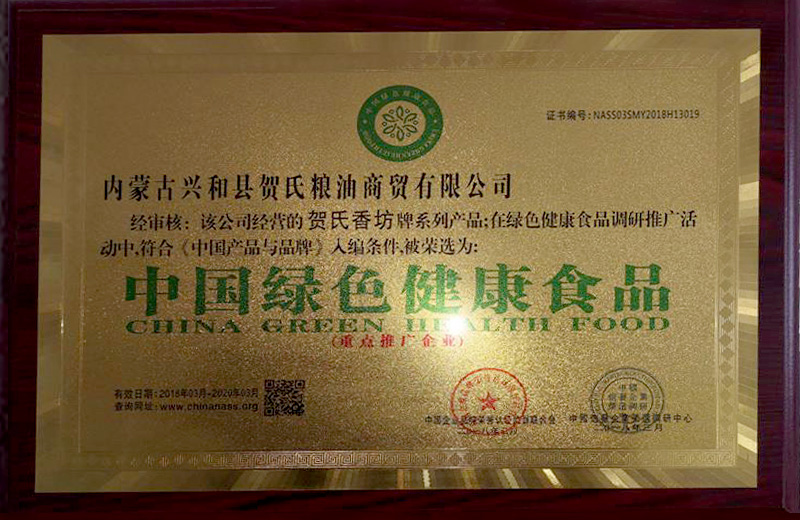 证书编号: NASS03SMY2018H13019
内蒙古兴和县贺氏粮油商贸有限公司
经审核: 该公司经营的 贺氏香坊牌系列产品;在绿色健康食品调研推广活
动中,符合《中国产品与品牌》入编条件,被荣选为:
中国绿色健康食品
CHINA GREEN HEALTH FOOD
(重点推广企业)
有效日期: 2018年03月-2020年03月
查询网址: www.chinanass.org